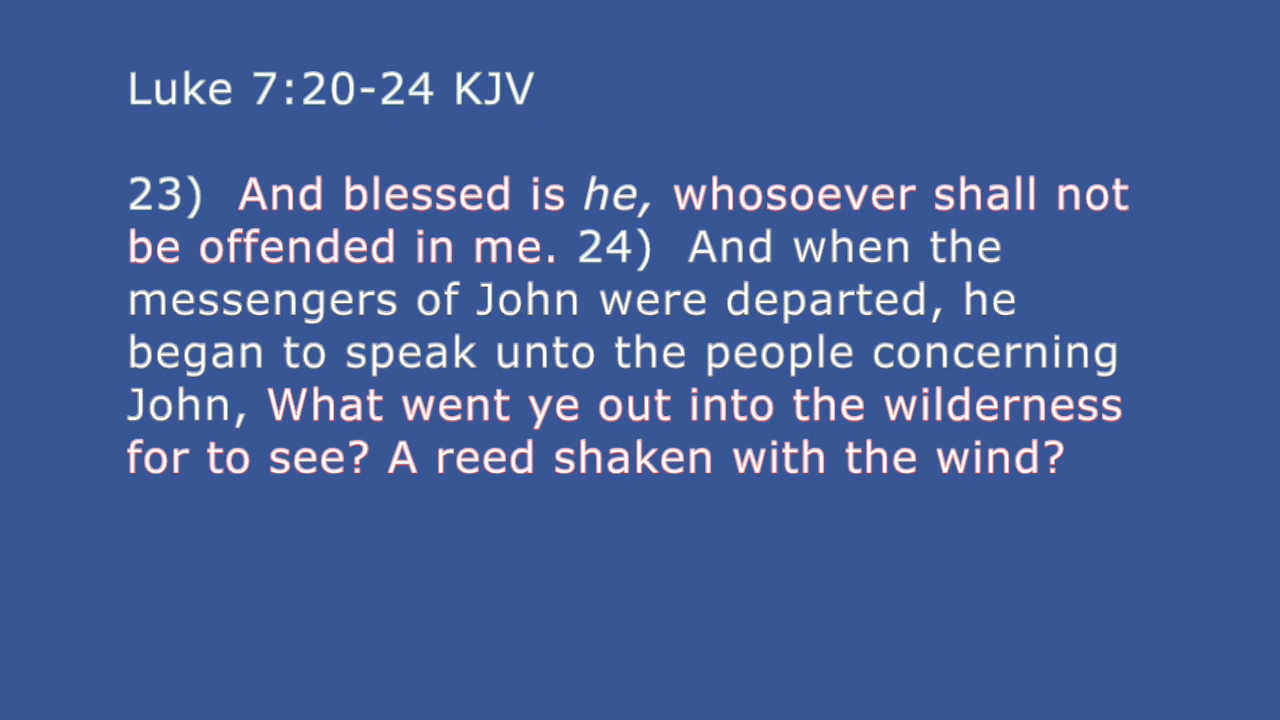 Luke 7:20-24 KJV
23) And blessed is he, whosoever shall not
be offended in me. 24) And when the
messengers of John were departed, he
began to speak unto the people concerning
John, What went ye out into the wilderness
for to see? A reed shaken with the wind?